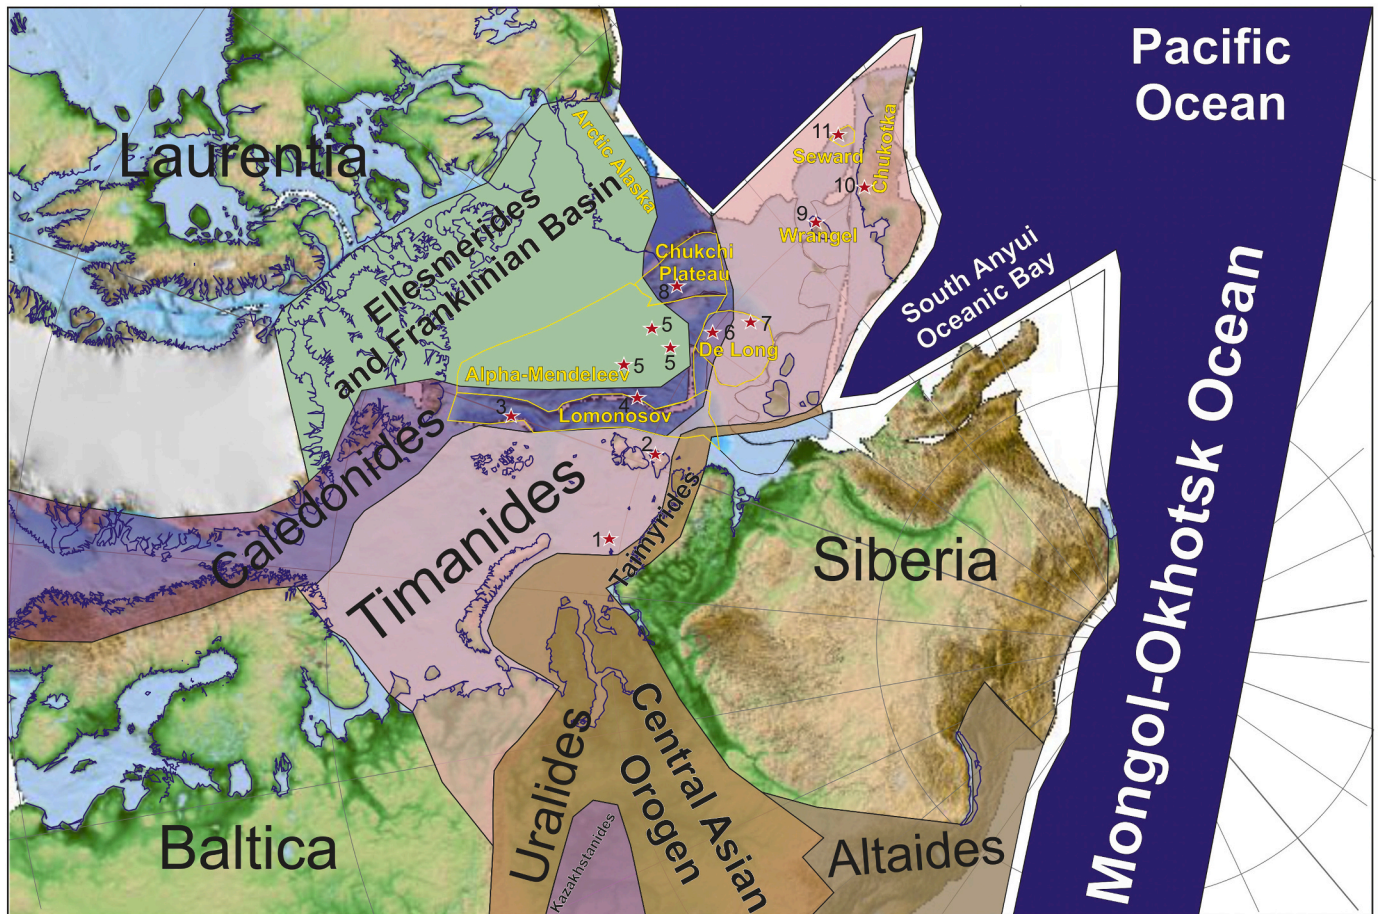 Pacific
Ocean
Laurentia
Arctic Alaska
11
Seward
Chukotka
10
9
Wrangel
Ellesmerides
and Franklinian Basin
Chukchi
Plateau
8
South Anyui
Oceanic Bay
5
6
7
5
De Long
5
Alpha-Mendeleev
4
3
Lomonosov
Mongol-Okhotsk Ocean
Caledonides
2
Timanides
1
Taimyrides
Siberia
Baltica
Uralides
Central Asian
Orogen
Kazakhstanides
Altaides